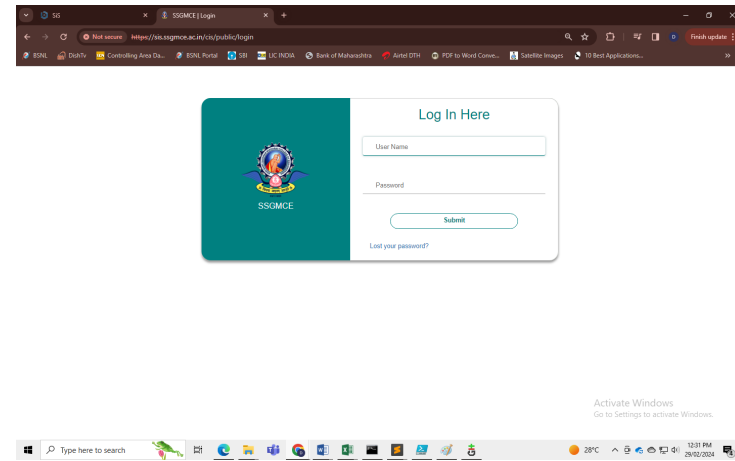 SiS
SSGMCE | Login
Not secure https://sis.ssgmce.ac.in/cis/public/login
Finish update
BSNL DishTv Controlling Area Da... BSNL Portal SBI LIC INDIA Bank of Maharashtra Airtel DTH PDF to Word Conve... Satellite Images 10 Best Applications...
Log In Here
User Name
Password
SSGMCE
Submit
Lost your password?
Activate Windows
Go to Settings to activate Windows.
Type here to search
28°C
12:31 PM
29/02/2024